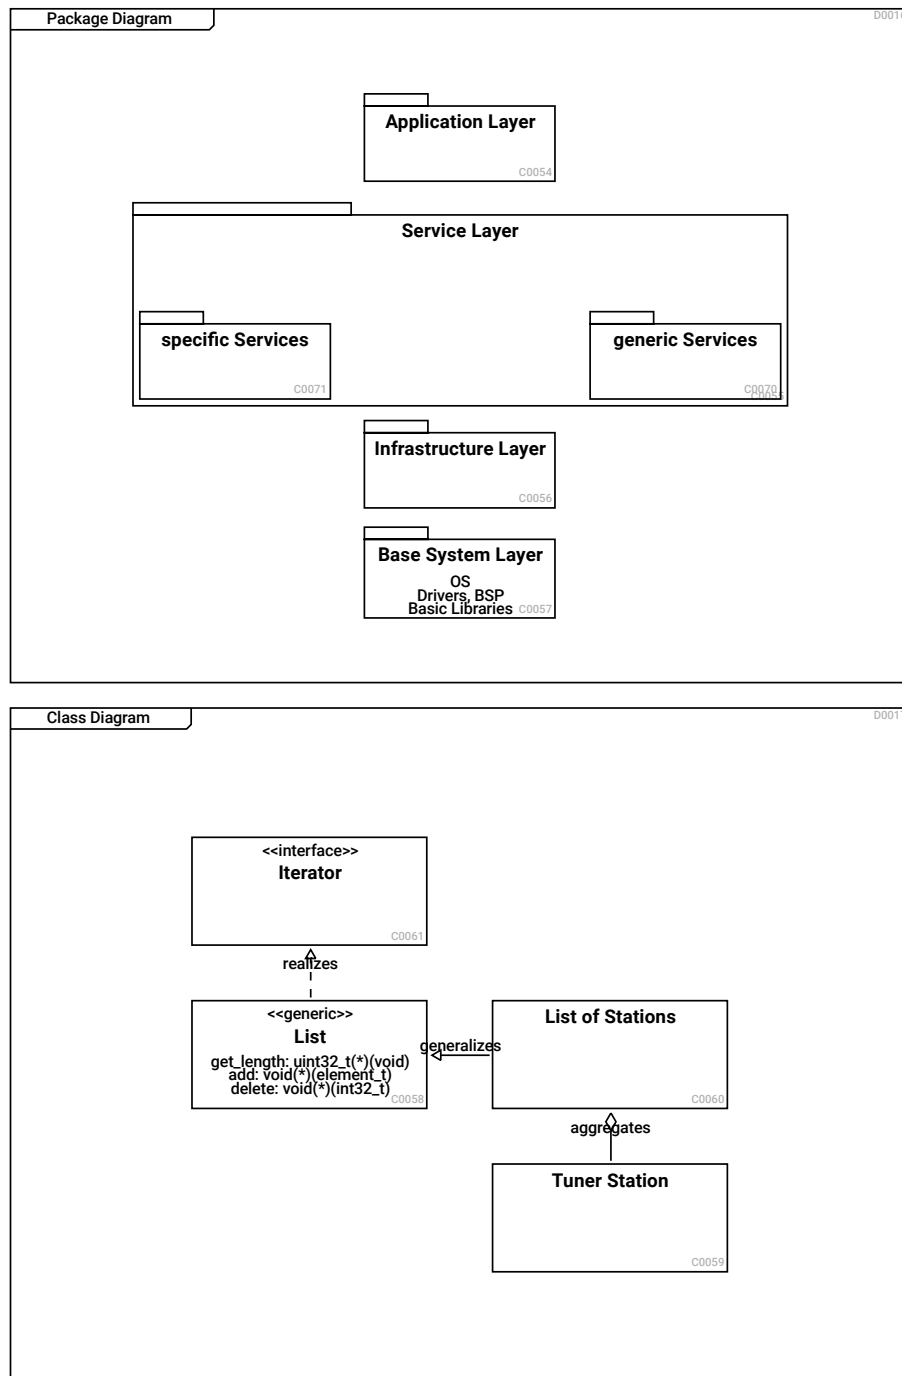 Package Diagram
Application Layer
C0054
Service Layer
specific Services
C0071
generic Services
C0070
C0055
Infrastructure Layer
C0056
Base System Layer
OS
Drivers, BSP
Basic Libraries
C0057
Class Diagram
<<interface>>
Iterator
C0061
realizes
<<generic>>
List
get_length: uint32_t(*)(void)
add: void(*)(element_t)
delete: void(*)(int32_t)
C0058
generalizes
List of Stations
C0060
aggregates
Tuner Station
C0059